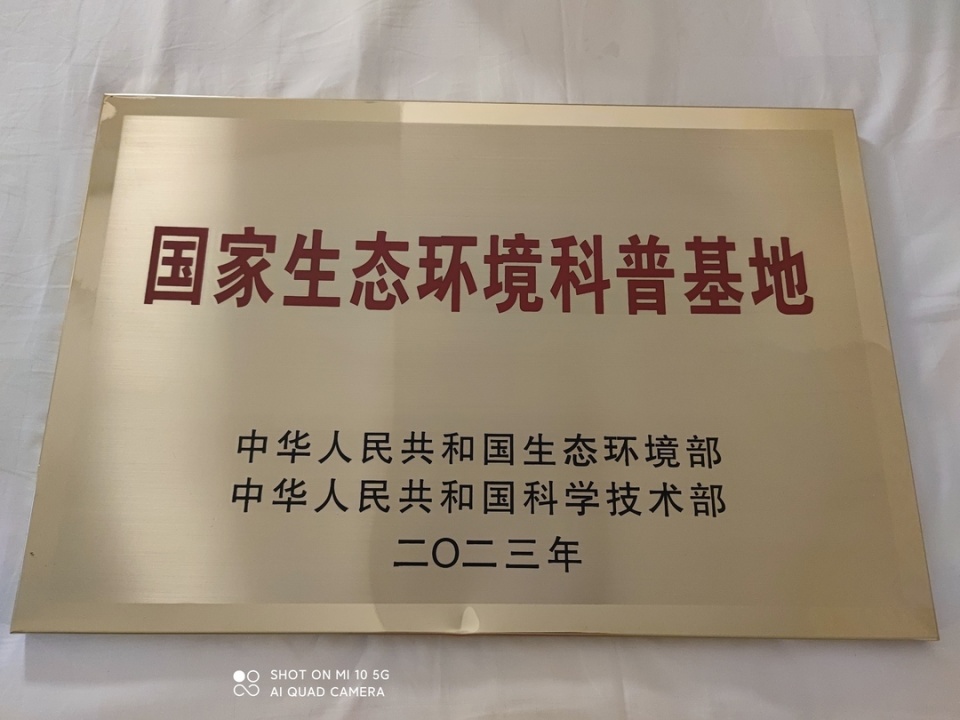 国家生态环境科普基地
中华人民共和国生态环境部
中华人民共和国科学技术部
二〇二三年
SHOT ON MI 10 5G
AI QUAD CAMERA